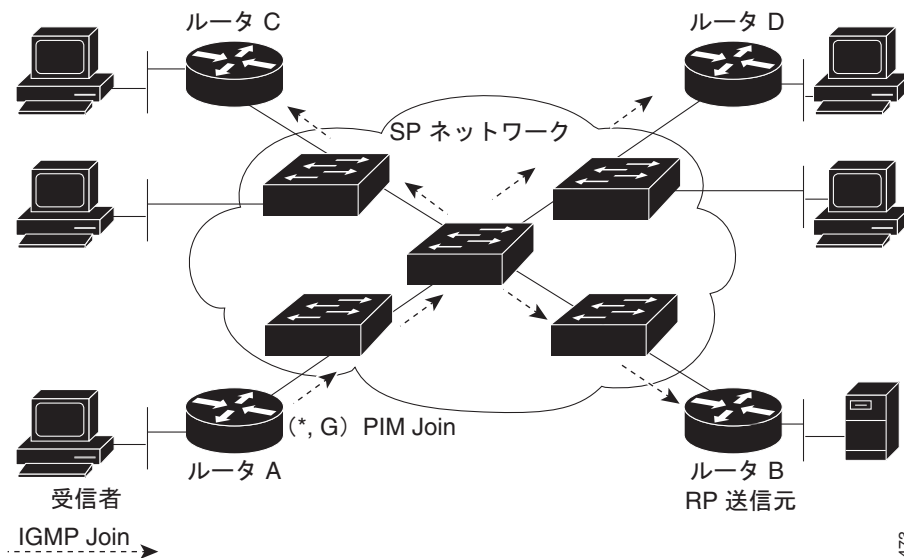 ルータ C
ルータ D
SP ネットワーク
(*, G) PIM Join
ルータ A
ルータ B
受信者
RP 送信元
IGMP Join